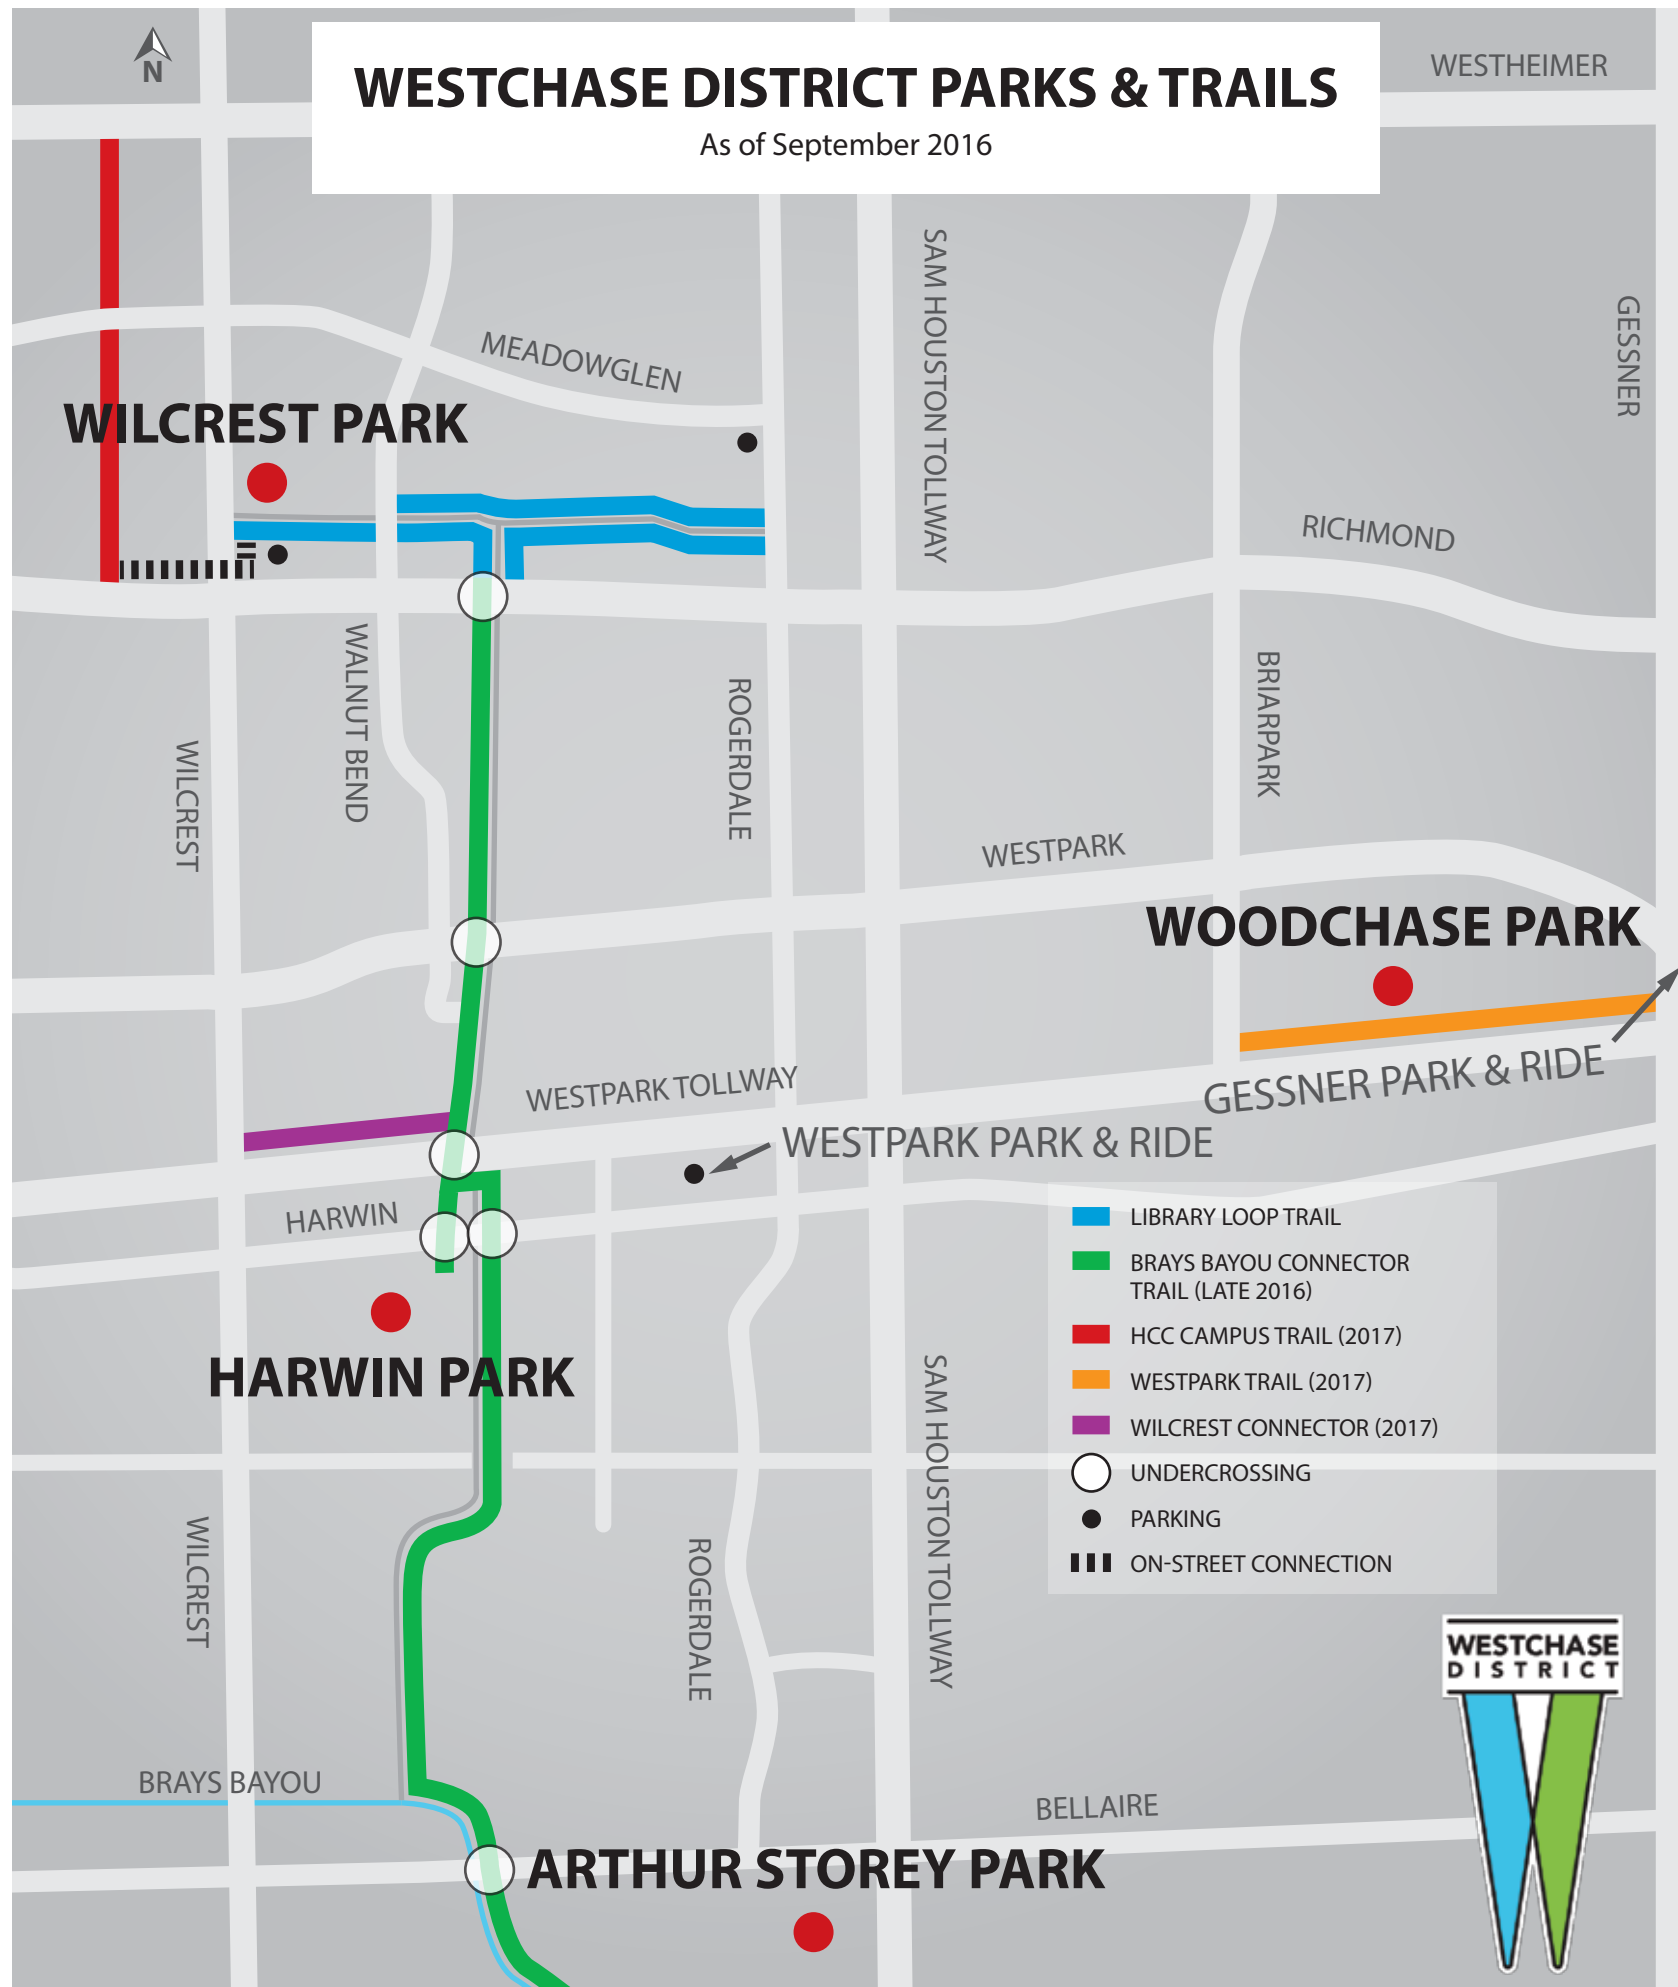 N
WESTCHASE DISTRICT PARKS & TRAILS
As of September 2016
WESTHEIMER
MEADOWGLEN
SAM HOUSTON TOLLWAY
GESSNER
WILCREST PARK
RICHMOND
WALNUT BEND
ROGERDALE
BRIARPARK
WILCREST
WESTPARK
WOODCHASE PARK
WESTPARK TOLLWAY
GESSNER PARK & RIDE
WESTPARK PARK & RIDE
HARWIN
HARWIN PARK
LIBRARY LOOP TRAIL
BRAYS BAYOU CONNECTOR
TRAIL (LATE 2016)
HCC CAMPUS TRAIL (2017)
WESTPARK TRAIL (2017)
WILCREST CONNECTOR (2017)
UNDERCROSSING
PARKING
ON-STREET CONNECTION
SAM HOUSTON TOLLWAY
WILCREST
ROGERDALE
WESTCHASE
DISTRICT
BRAYS BAYOU
BELLAIRE
ARTHUR STOREY PARK